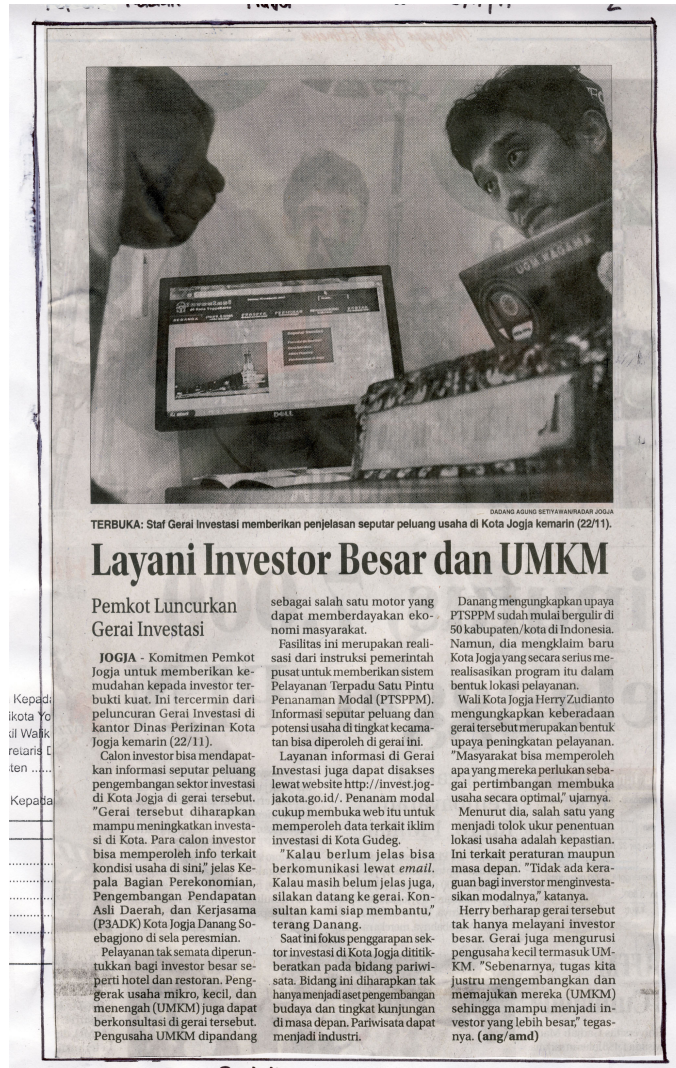 UGM NAGARA
DELL
DADANG AGUNG SETIYAWAN/RADAR JOGJA
TERBUKA: Staf Gerai Investasi memberikan penjelasan seputar peluang usaha di Kota Jogja kemarin (22/11).
Layani Investor Besar dan UMKM
Pemkot Luncurkan
Gerai Investasi
JOGJA - Komitmen Pemkot
Jogja untuk memberikan ke-
mudahan kepada investor ter-
bukti kuat. Ini tercermin dari
peluncuran Gerai Investasi di
kantor Dinas Perizinan Kota
Jogja kemarin (22/11).
Calon investor bisa mendapat-
kan informasi seputar peluang
pengembangan sektor investasi
di Kota Jogja di gerai tersebut.
"Gerai tersebut diharapkan
mampu meningkatkan investa-
si di Kota. Para calon investor
bisa memperoleh info terkait
kondisi usaha di sini," jelas Ke-
pala Bagian Perekonomian,
Pengembangan Pendapatan
Asli Daerah, dan Kerjasama
(P3ADK) Kota Jogja Danang So-
ebagjono di sela peresmian.
Pelayanan tak semata diperun-
tukkan bagi investor besar se-
perti hotel dan restoran. Peng-
gerak usaha mikro, kecil, dan
menengah (UMKM) juga dapat
berkonsultasi di gerai tersebut.
Pengusaha UMKM dipandang
sebagai salah satu motor yang
dapat memberdayakan eko-
nomi masyarakat.
Fasilitas ini merupakan reali-
sasi dari instruksi pemerintah
pusat untuk memberikan sistem
Pelayanan Terpadu Satu Pintu
Penanaman Modal (PTSPPM).
Informasi seputar peluang dan
potensi usaha di tingkat kecama-
tan bisa diperoleh di gerai ini.
Layanan informasi di Gerai
Investasi juga dapat disakses
lewat website http://invest.jog-
jakota.go.id/. Penanam modal
cukup membuka web itu untuk
memperoleh data terkait iklim
investasi di Kota Gudeg.
"Kalau berlum jelas bisa
berkomunikasi lewat email.
Kalau masih belum jelas juga,
silakan datang ke gerai. Kon-
sultan kami siap membantu,"
terang Danang.
Saat ini fokus penggarapan sek-
tor investasi di Kota Jogja dititik-
beratkan pada bidang pariwi-
sata. Bidang ini diharapkan tak
hanya menjadi aset pengembangan
budaya dan tingkat kunjungan
di masa depan. Pariwisata dapat
menjadi industri.
Danang mengungkapkan upaya
PTSPPM sudah mulai bergulir di
50 kabupaten/kota di Indonesia.
Namun, dia mengklaim baru
Kota Jogja yang secara serius me-
realisasikan program itu dalam
bentuk lokasi pelayanan.
Wali Kota Jogja Herry Zudianto
mengungkapkan keberadaan
gerai tersebut merupakan bentuk
upaya peningkatan pelayanan.
"Masyarakat bisa memperoleh
apa yang mereka perlukan seba-
gai pertimbangan membuka
usaha secara optimal," ujarnya.
Menurut dia, salah satu yang
menjadi tolok ukur penentuan
lokasi usaha adalah kepastian.
Ini terkait peraturan maupun
masa depan. "Tidak ada kera-
guan bagi inverstor menginvesta-
sikan modalnya," katanya.
Herry berharap gerai tersebut
tak hanya melayani investor
besar. Gerai juga mengurusi
pengusaha kecil termasuk UM-
KM. "Sebenarnya, tugas kita
justru mengembangkan dan
memajukan mereka (UMKM)
sehingga mampu menjadi in-
vestor yang lebih besar," tegas-
nya. (ang/amd)